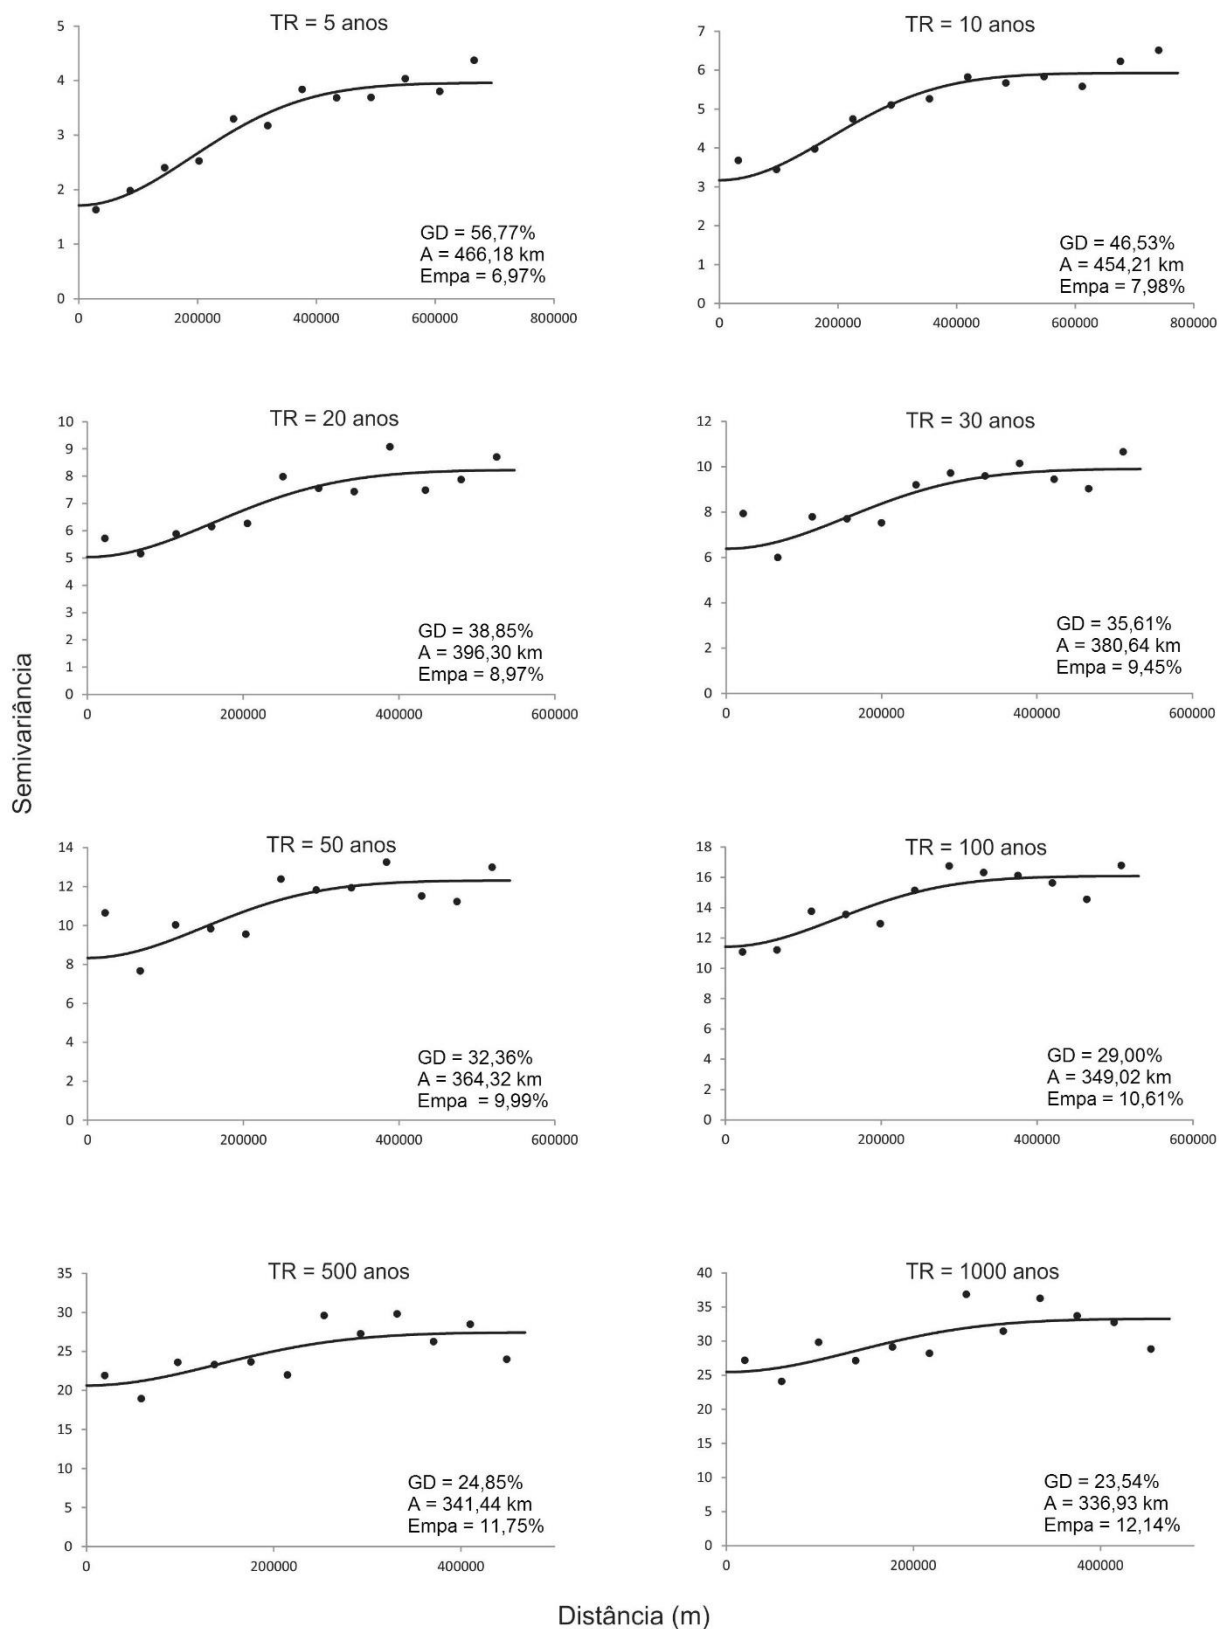 TR = 5 anos
5
4
3
2
1
0
0 200000 400000 600000 800000
GD = 56,77%
A = 466,18 km
Empa = 6,97%
TR = 10 anos
7
6
5
4
3
2
1
0
0 200000 400000 600000 800000
GD = 46,53%
A = 454,21 km
Empa = 7,98%
TR = 20 anos
10
9
8
7
6
5
4
3
2
1
0
0 200000 400000 600000
GD = 38,85%
A = 396,30 km
Empa = 8,97%
TR = 30 anos
12
10
8
6
4
2
0
0 200000 400000 600000
GD = 35,61%
A = 380,64 km
Empa = 9,45%
Semivariância
TR = 50 anos
14
12
10
8
6
4
2
0
0 200000 400000 600000
GD = 32,36%
A = 364,32 km
Empa = 9,99%
TR = 100 anos
18
16
14
12
10
8
6
4
2
0
0 200000 400000 600000
GD = 29,00%
A = 349,02 km
Empa = 10,61%
TR = 500 anos
35
30
25
20
15
10
5
0
0 200000 400000
GD = 24,85%
A = 341,44 km
Empa = 11,75%
TR = 1000 anos
40
35
30
25
20
15
10
5
0
0 200000 400000
GD = 23,54%
A = 336,93 km
Empa = 12,14%
Distância (m)